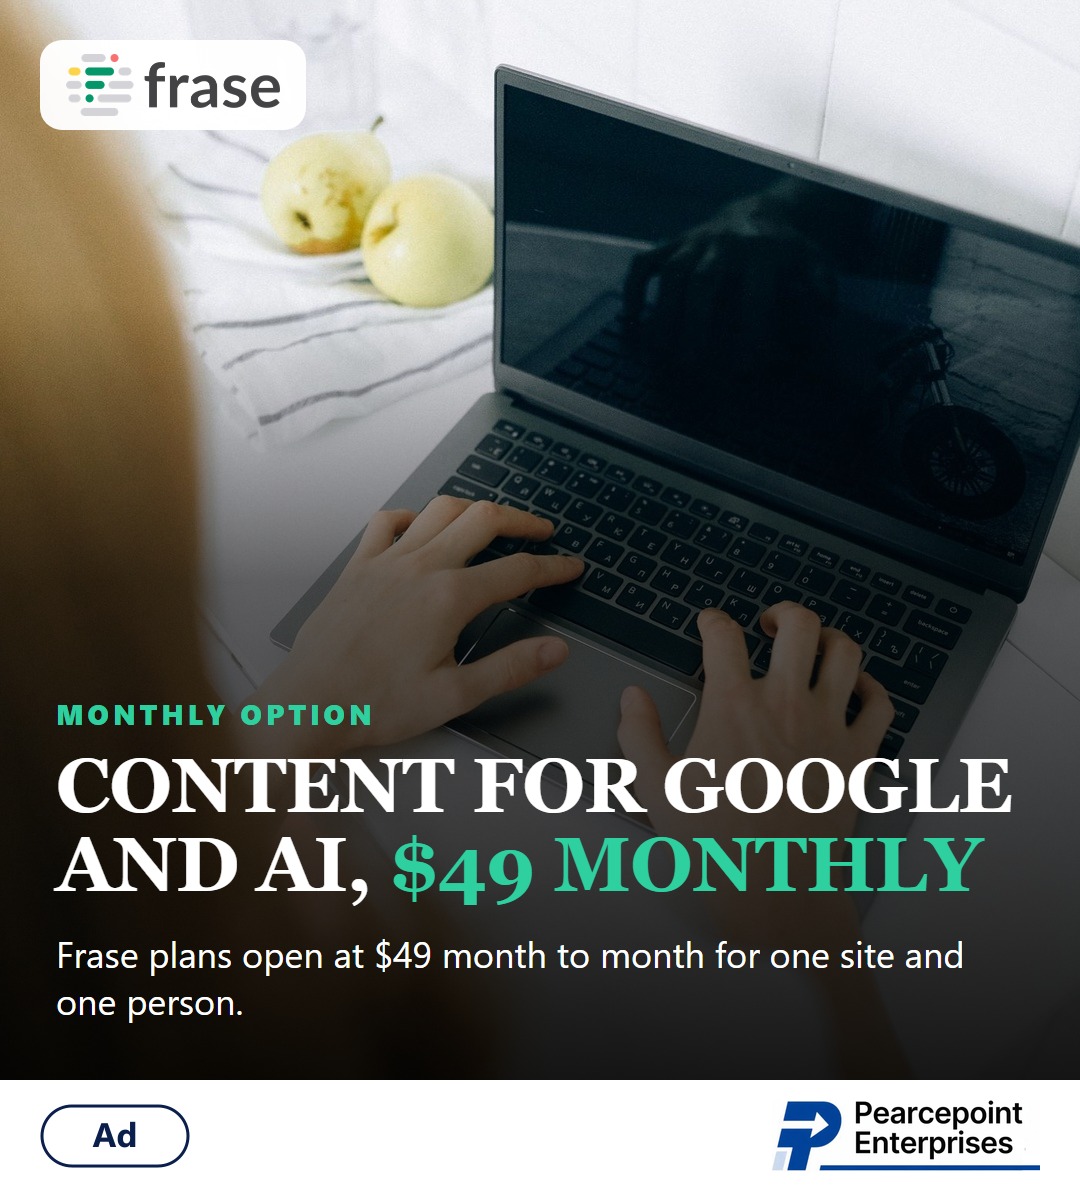 frase
MONTHLY OPTION
CONTENT FOR GOOGLE
AND AI, $49 MONTHLY
Frase plans open at $49 month to month for one site and
one person.
Ad
Pearcepoint
Enterprises